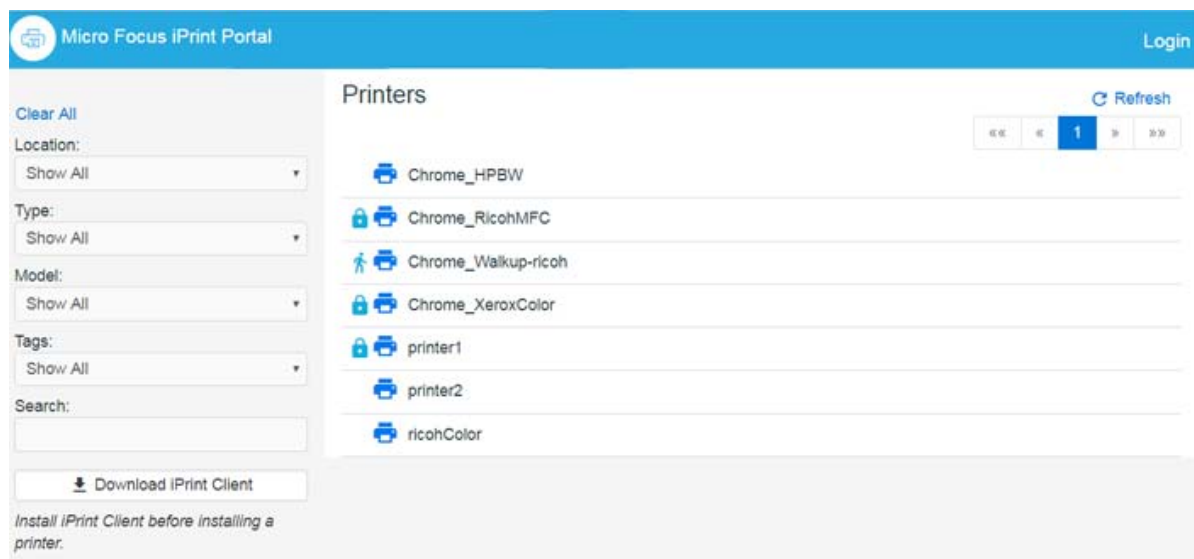 Micro Focus iPrint Portal
Login
Clear All
Location:
Show All
Type:
Show All
Model:
Show All
Tags:
Show All
Search:
Download iPrint Client
Install iPrint Client before installing a
printer.
Printers
Refresh
«« « 1 » »»
Chrome_HPBW
Chrome_RicohMFC
Chrome_Walkup-ricoh
Chrome_XeroxColor
printer1
printer2
ricohColor